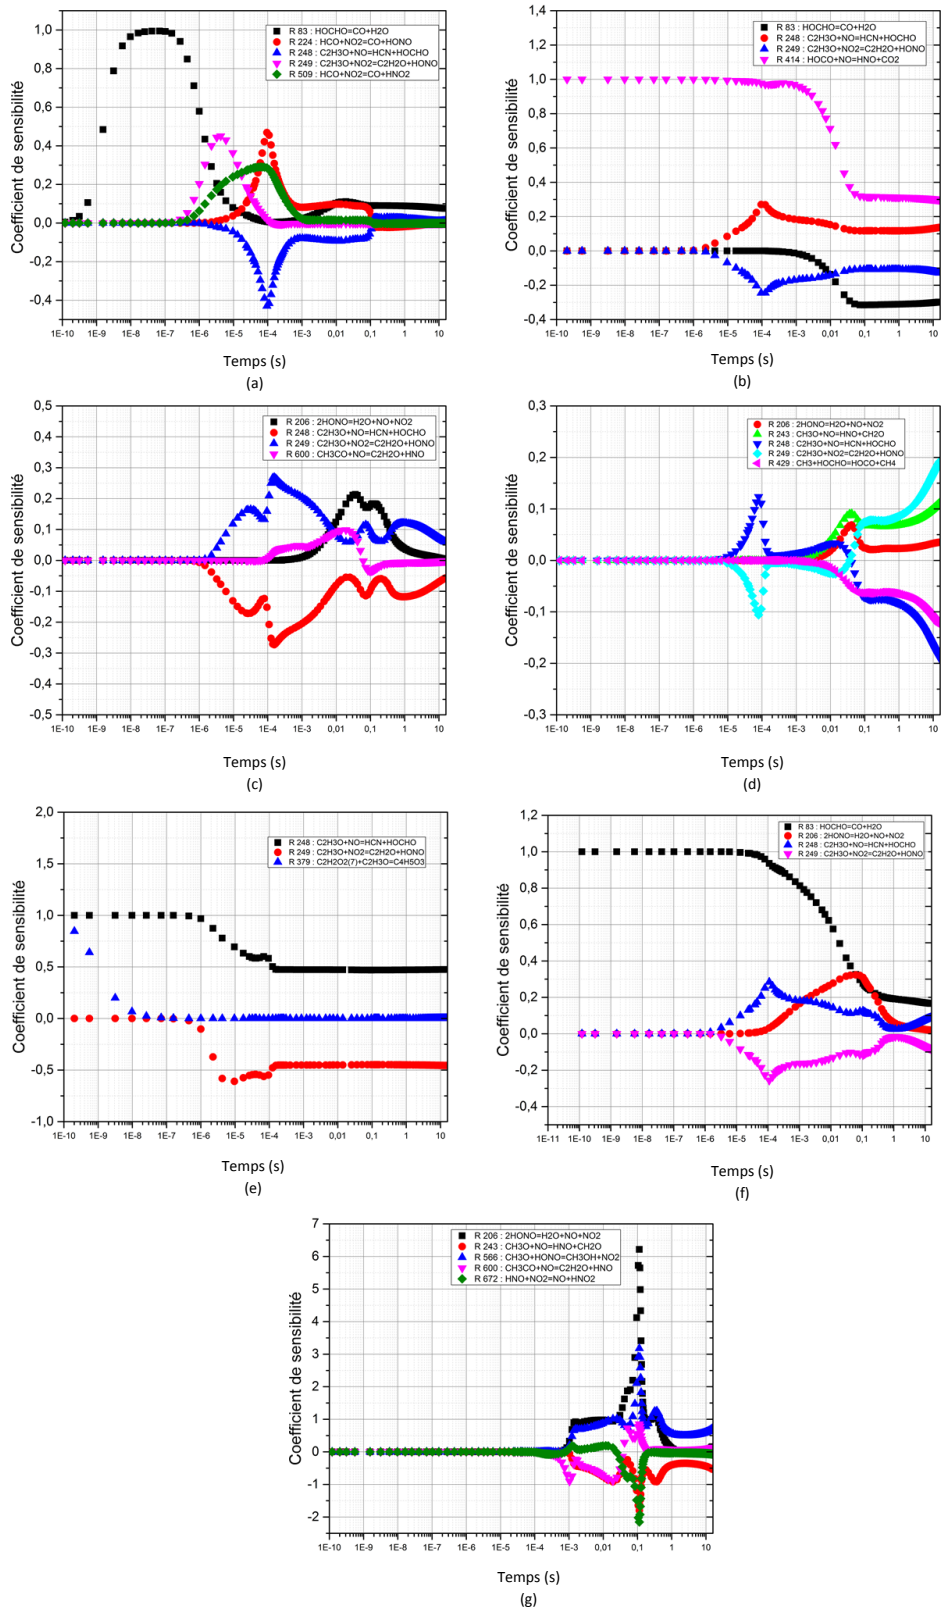 Coefficient de sensibilité
1,0
0,8
0,6
0,4
0,2
0,0
-0,2
-0,4
R 83 : HOCHO=CO+H2O
R 224 : HCO+NO2=CO+HONO
R 248 : C2H3O+NO=HCN+HOCHO
R 249 : C2H3O+NO2=C2H2O+HONO
R 509 : HCO+NO2=CO+HNO2
1E-10 1E-9 1E-8 1E-7 1E-6 1E-5 1E-4 1E-3 0,01 0,1 1 10
Temps (s)
(a)
Coefficient de sensibilité
1,4
1,2
1,0
0,8
0,6
0,4
0,2
0,0
-0,2
-0,4
R 83 : HOCHO=CO+H2O
R 248 : C2H3O+NO=HCN+HOCHO
R 249 : C2H3O+NO2=C2H2O+HONO
R 414 : HOCO+NO=HNO+CO2
1E-10 1E-9 1E-8 1E-7 1E-6 1E-5 1E-4 1E-3 0,01 0,1 1 10
Temps (s)
(b)
Coefficient de sensibilité
0,5
0,4
0,3
0,2
0,1
0,0
-0,1
-0,2
-0,3
-0,4
-0,5
R 206 : 2HONO=H2O+NO+NO2
R 248 : C2H3O+NO=HCN+HOCHO
R 249 : C2H3O+NO2=C2H2O+HONO
R 600 : CH3CO+NO=C2H2O+HNO
1E-10 1E-9 1E-8 1E-7 1E-6 1E-5 1E-4 1E-3 0,01 0,1 1 10
Temps (s)
(c)
Coefficient de sensibilité
0,3
0,2
0,1
0,0
-0,1
-0,2
-0,3
R 206 : 2HONO=H2O+NO+NO2
R 243 : CH3O+NO=HNO+CH2O
R 248 : C2H3O+NO=HCN+HOCHO
R 249 : C2H3O+NO2=C2H2O+HONO
R 429 : CH3+HOCHO=HOCO+CH4
1E-10 1E-9 1E-8 1E-7 1E-6 1E-5 1E-4 1E-3 0,01 0,1 1 10
Temps (s)
(d)
Coefficient de sensibilité
2,0
1,5
1,0
0,5
0,0
-0,5
-1,0
R 248 : C2H3O+NO=HCN+HOCHO
R 249 : C2H3O+NO2=C2H2O+HONO
R 379 : C2H2O2(7)+C2H3O=C4H5O3
1E-10 1E-9 1E-8 1E-7 1E-6 1E-5 1E-4 1E-3 0,01 0,1 1 10
Temps (s)
(e)
Coefficient de sensibilité
1,2
1,0
0,8
0,6
0,4
0,2
0,0
-0,2
-0,4
R 83 : HOCHO=CO+H2O
R 206 : 2HONO=H2O+NO+NO2
R 248 : C2H3O+NO=HCN+HOCHO
R 249 : C2H3O+NO2=C2H2O+HONO
1E-11 1E-10 1E-9 1E-8 1E-7 1E-6 1E-5 1E-4 1E-3 0,01 0,1 1 10
Temps (s)
(f)
Coefficient de sensibilité
7
6
5
4
3
2
1
0
-1
-2
R 206 : 2HONO=H2O+NO+NO2
R 243 : CH3O+NO=HNO+CH2O
R 566 : CH3O+HONO=CH3OH+NO2
R 600 : CH3CO+NO=C2H2O+HNO
R 672 : HNO+NO2=NO+HNO2
1E-10 1E-9 1E-8 1E-7 1E-6 1E-5 1E-4 1E-3 0,01 0,1 1 10
Temps (s)
(g)